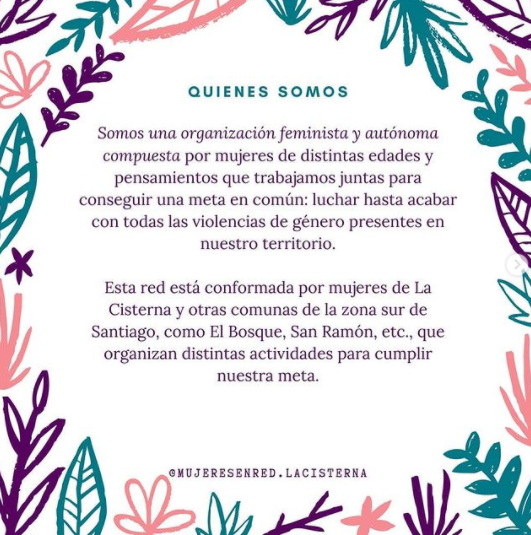 QUIENES SOMOS
Somos una organización feminista y autónoma
compuesta por mujeres de distintas edades y
pensamientos que trabajamos juntas para
conseguir una meta en común: luchar hasta acabar
con todas las violencias de género presentes en
nuestro territorio.
Esta red está conformada por mujeres de La
Cisterna y otras comunas de la zona sur de
Santiago, como El Bosque, San Ramón, etc., que
organizan distintas actividades para cumplir
nuestra meta.
@MUJERESENRED.LACISTERNA